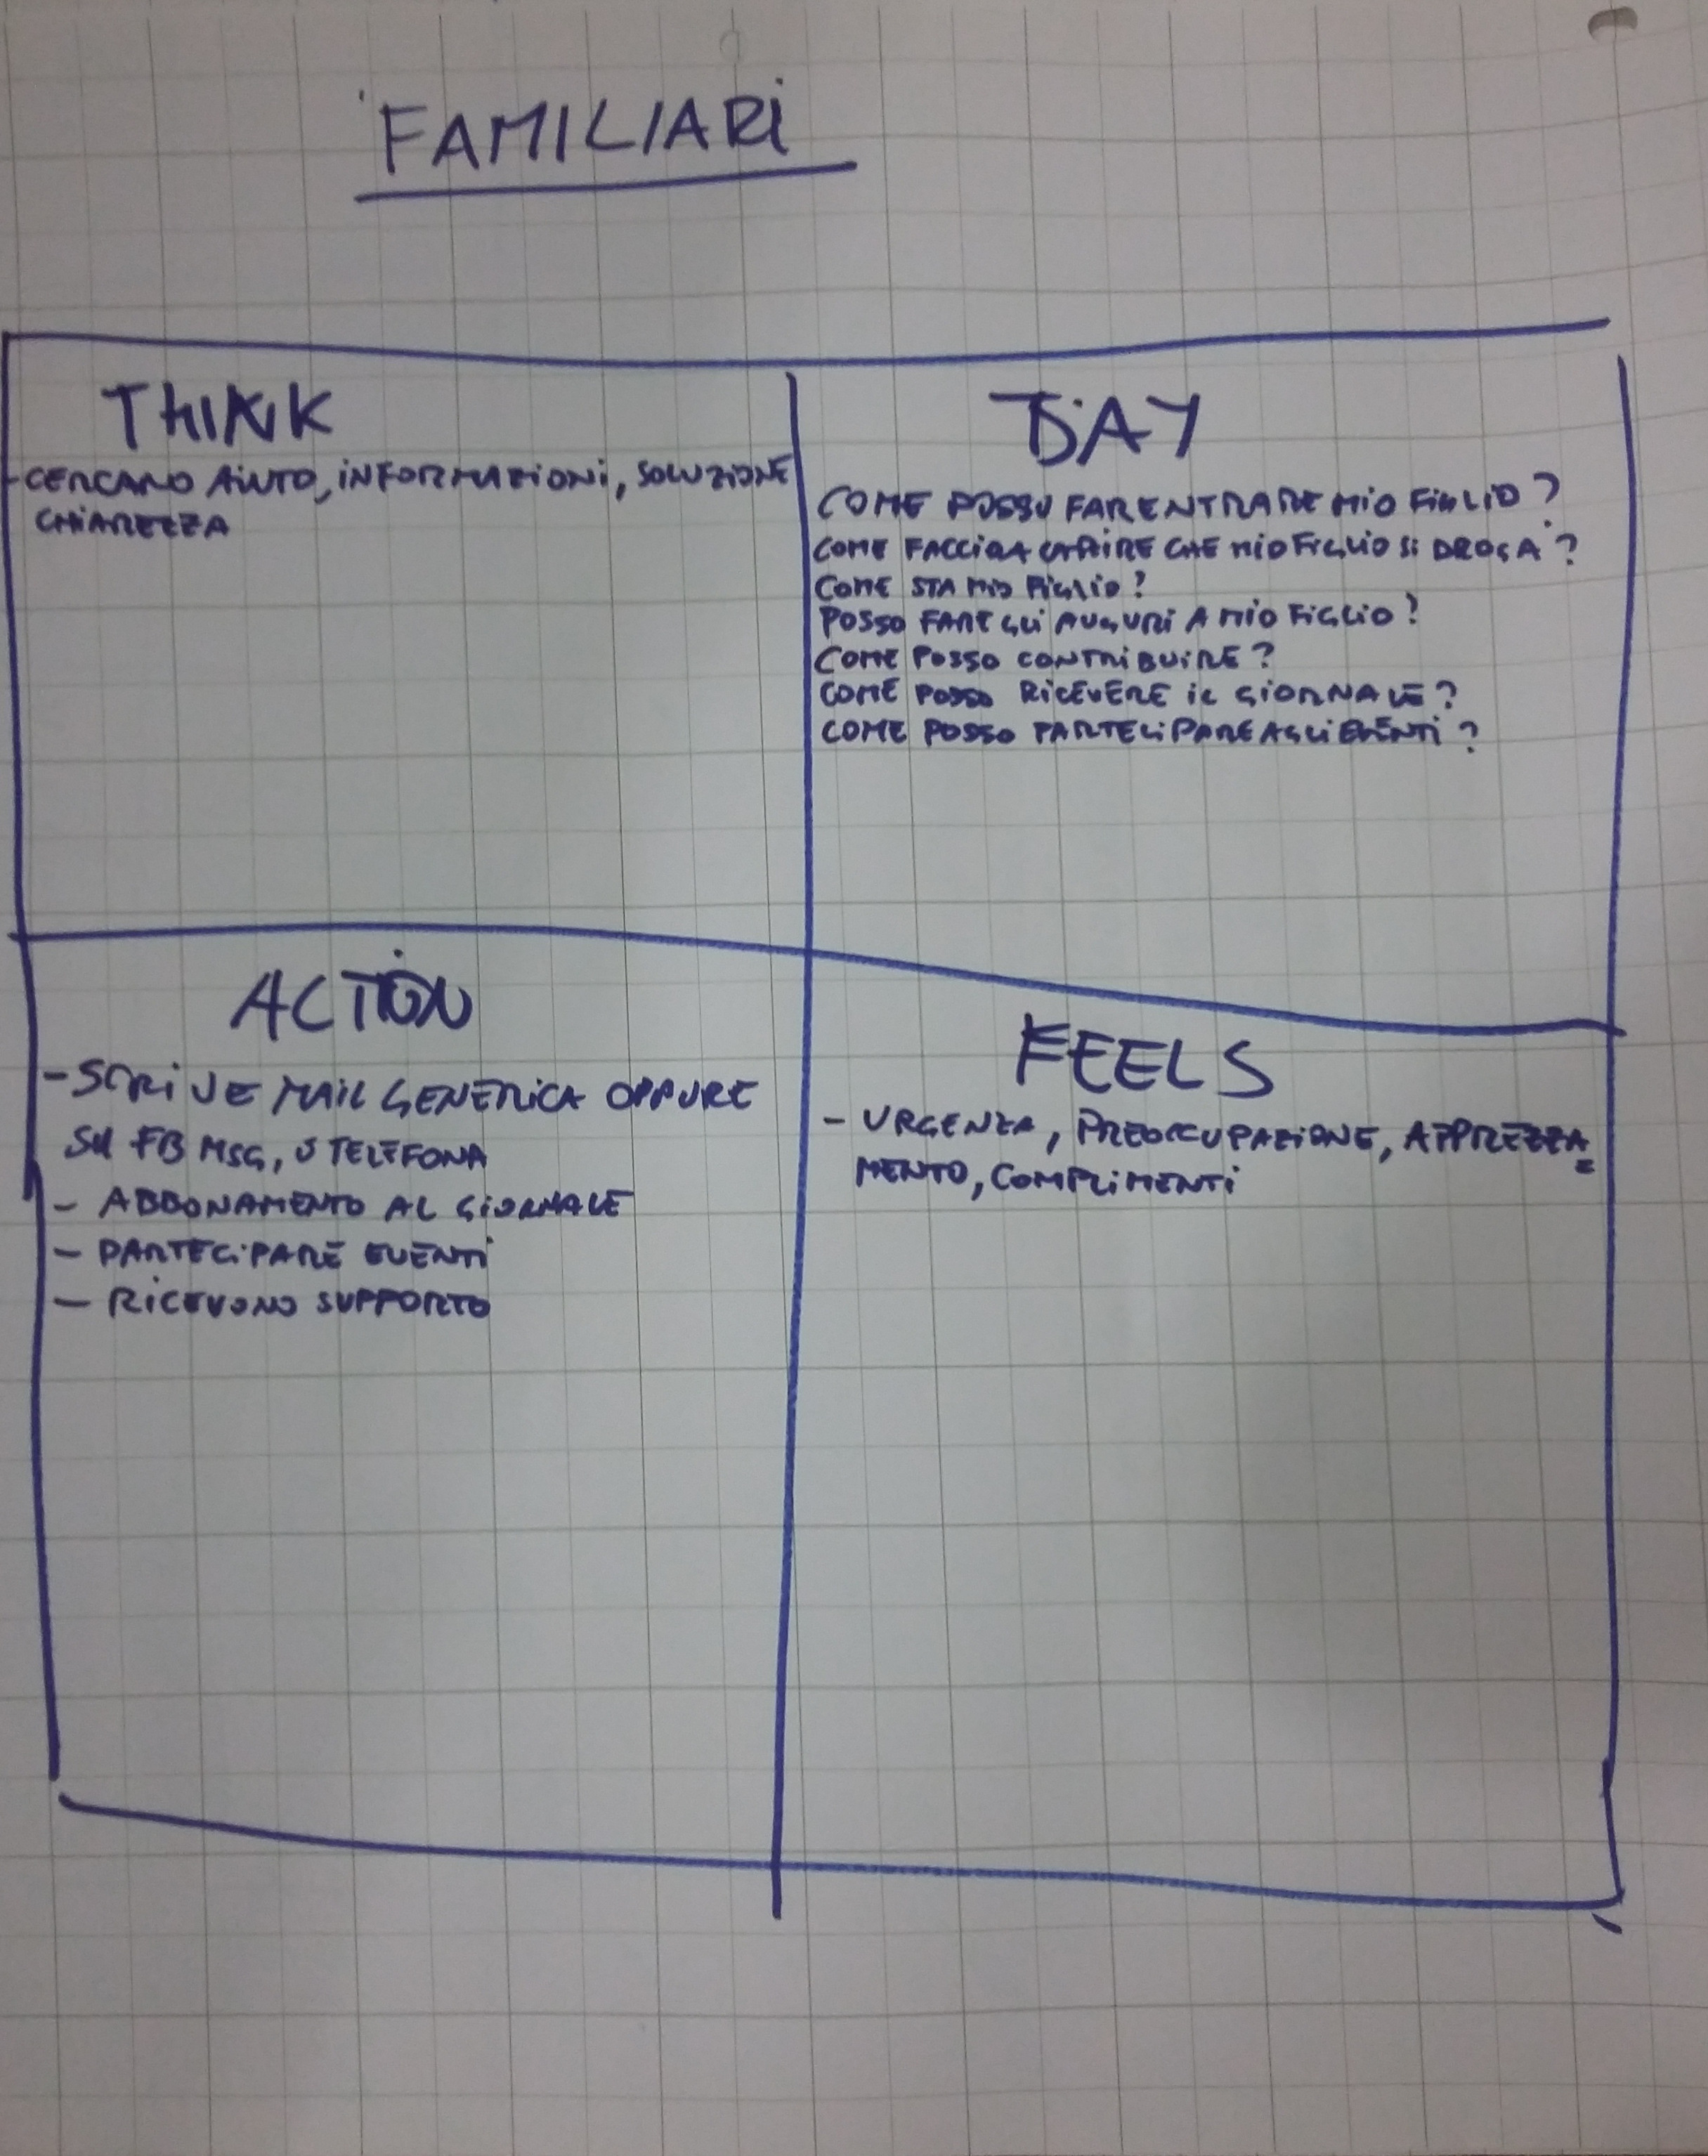 FAMILIARI
THINK
-CERCANO AIUTO, INFORMAZIONI, SOLUZIONE
CHIAREZZA
COME POSSO FAR ENTRARE MIO FIGLIO?
COME FACCIO A CAPIRE CHE MIO FIGLIO SI DROGA?
COME STA MIO FIGLIO?
POSSO FARE GLI AUGURI A MIO FIGLIO?
COME POSSO CONTRIBUIRE?
COME POSSO RICEVERE IL GIORNALE?
COME POSSO PARTECIPARE AGLI EVENTI?
ACTION
- SCRIVE MAIL GENERICA OPPURE
SU FB MSG, O TELEFONA
- ABBONAMENTO AL GIORNALE
- PARTECIPARE EVENTI
- RICEVONO SUPPORTO
FEELS
- URGENZA, PREOCCUPAZIONE, APPREZZA=
MENTO, COMPLIMENTI